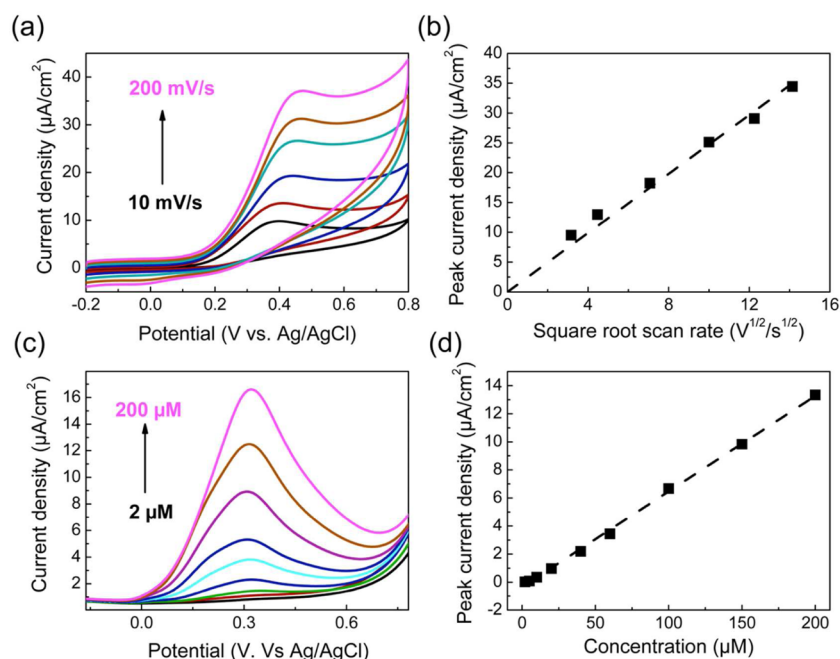 (a)
200 mV/s
10 mV/s
40
30
20
10
0
-0.2 0.0 0.2 0.4 0.6 0.8
Current density (µA/cm²)
Potential (V vs. Ag/AgCl)
(b)
40
35
30
25
20
15
10
5
0
0 4 8 12 16
Peak current density (µA/cm²)
Square root scan rate (V^1/2/s^1/2)
(c)
200 µM
2 µM
16
14
12
10
8
6
4
2
0.0 0.3 0.6
Current density (µA/cm²)
Potential (V. Vs Ag/AgCl)
(d)
14
12
10
8
6
4
2
0
-2
0 50 100 150 200
Peak current density (µA/cm²)
Concentration (µM)